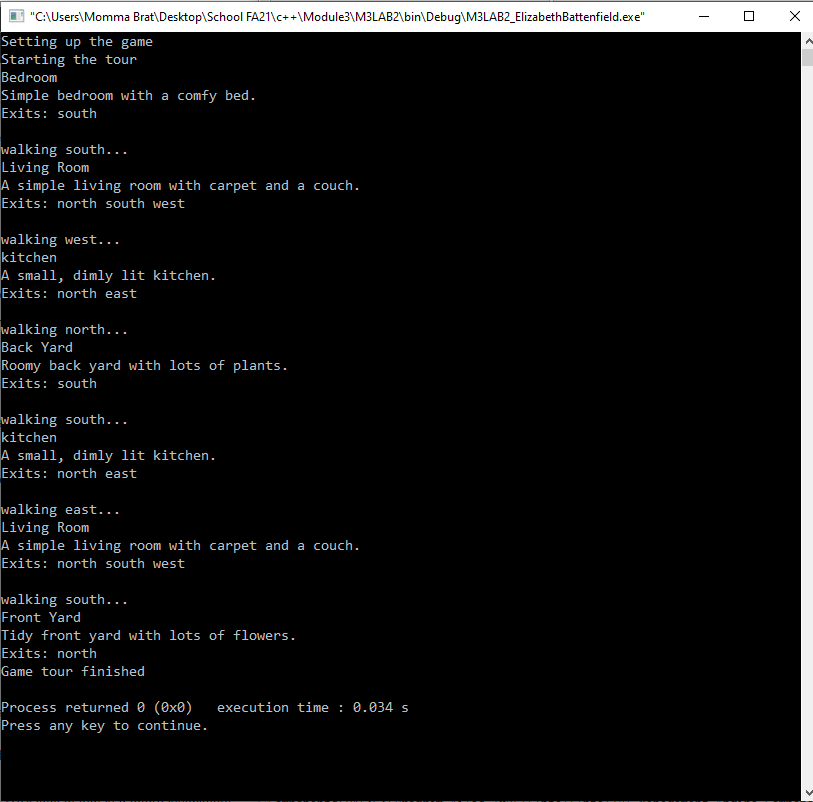 "C:\Users\Momma Brat\Desktop\School FA21\c++\Module3\M3LAB2\bin\Debug\M3LAB2_ElizabethBattenfield.exe"
Setting up the game
Starting the tour
Bedroom
Simple bedroom with a comfy bed.
Exits: south

walking south...
Living Room
A simple living room with carpet and a couch.
Exits: north south west

walking west...
kitchen
A small, dimly lit kitchen.
Exits: north east

walking north...
Back Yard
Roomy back yard with lots of plants.
Exits: south

walking south...
kitchen
A small, dimly lit kitchen.
Exits: north east

walking east...
Living Room
A simple living room with carpet and a couch.
Exits: north south west

walking south...
Front Yard
Tidy front yard with lots of flowers.
Exits: north
Game tour finished

Process returned 0 (0x0)   execution time : 0.034 s
Press any key to continue.